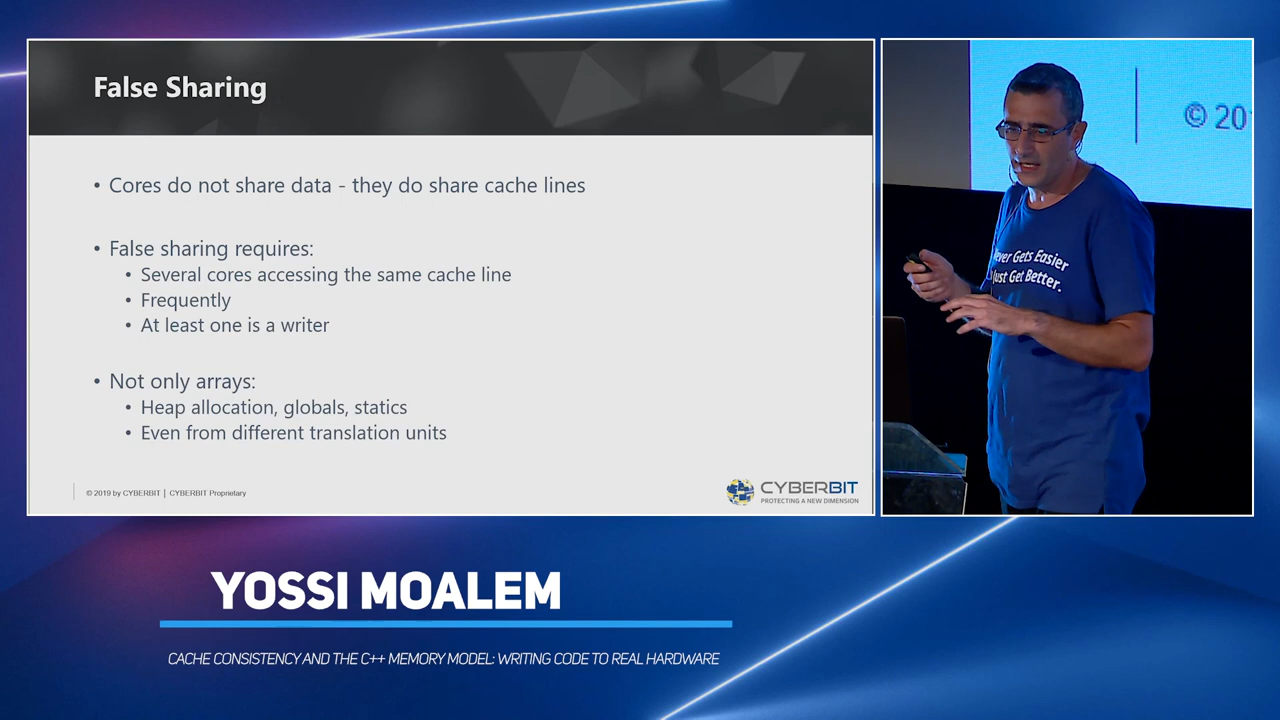 False Sharing
• Cores do not share data - they do share cache lines
• False sharing requires:
• Several cores accessing the same cache line
• Frequently
• At least one is a writer
• Not only arrays:
• Heap allocation, globals, statics
• Even from different translation units
© 2019 by CYBERBIT | CYBERBIT Proprietary
CYBERBIT
PROTECTING A NEW DIMENSION
© 20
Gets Easier
Just Get Better.
YOSSI MOALEM
CACHE CONSISTENCY AND THE C++ MEMORY MODEL: WRITING CODE TO REAL HARDWARE